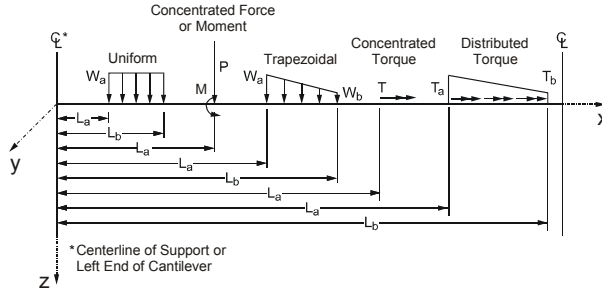 Concentrated Force
or Moment
℄*
Uniform
P
Trapezoidal
Concentrated
Torque
Distributed
Torque
℄
Wa
M
Wa
Wb
T
Ta
Tb
x
La
Lb
La
La
Lb
La
La
Lb
y
z
*Centerline of Support or
Left End of Cantilever